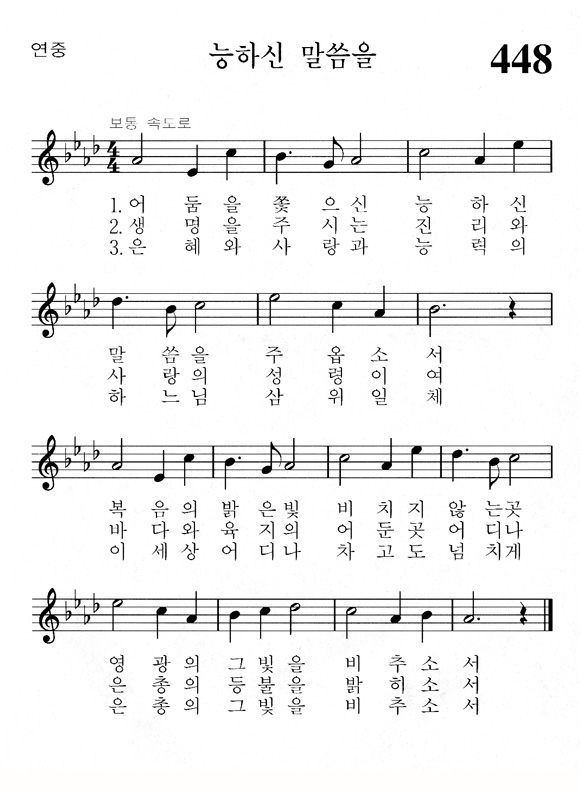 연중
능하신 말씀을
448
보통 속도로
4
4
1. 어 둠 을 쫓 으 신 능 하 신
2. 생 명 을 주 시 는 진 리 와
3. 은 혜 와 사 랑 과 능 력 의
말 씀 을 주 옵 소 서
사 랑 의 성 령 이 여
하 느 님 삼 위 일 체
복 음 의 밝 은 빛 비 치 지 않 는 곳
바 다 와 육 지 의 어 둔 곳 어 디 나
이 세 상 어 디 나 차 고 도 넘 치 게
영 광 의 그 빛 을 비 추 소 서
은 총 의 등 불 을 밝 히 소 서
은 총 의 그 빛 을 비 추 소 서